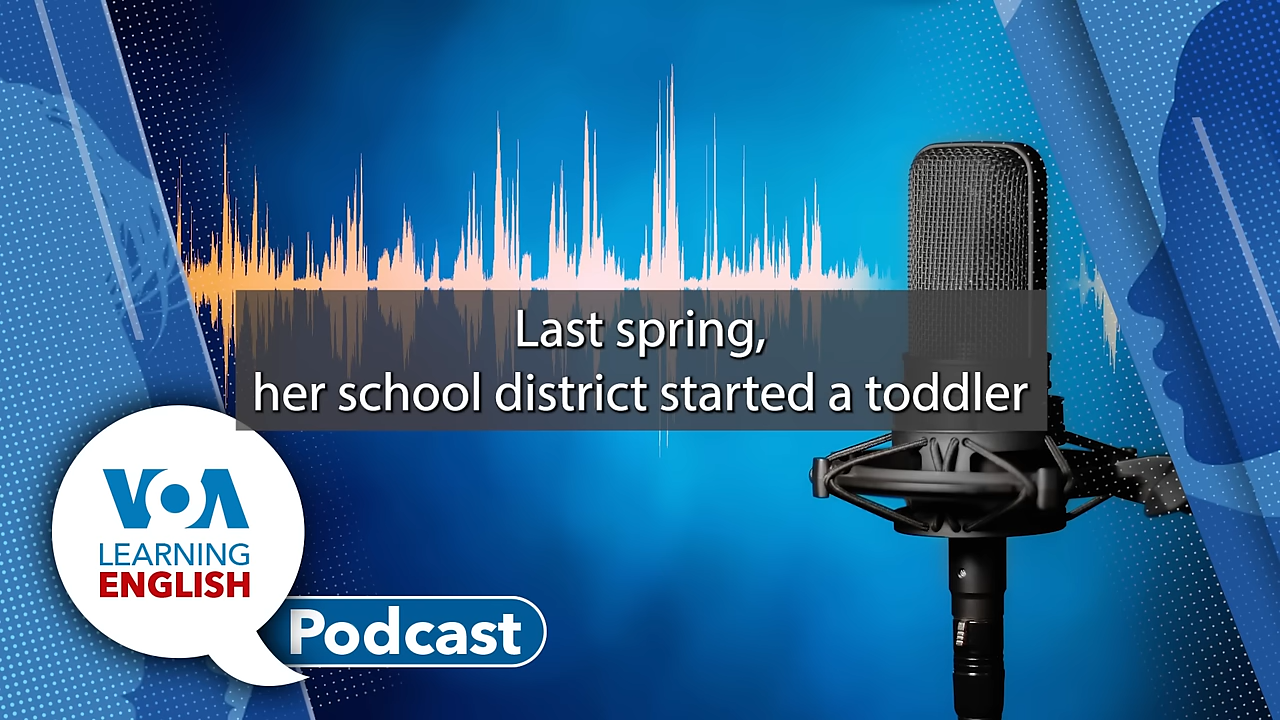 Last spring,
her school district started a toddler
VOA
LEARNING
ENGLISH
Podcast